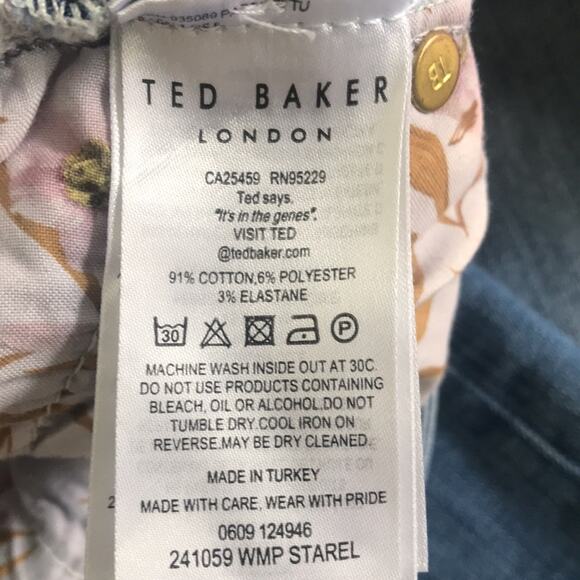 TED BAKER
LONDON
CA25459 RN95229
Ted says,
"It's in the genes".
VISIT TED
@tedbaker.com
91% COTTON,6% POLYESTER
3% ELASTANE
30
P
MACHINE WASH INSIDE OUT AT 30C.
DO NOT USE PRODUCTS CONTAINING
BLEACH, OIL OR ALCOHOL.DO NOT
TUMBLE DRY.COOL IRON ON
REVERSE.MAY BE DRY CLEANED.
MADE IN TURKEY
MADE WITH CARE, WEAR WITH PRIDE
0609 124946
241059 WMP STAREL
TB